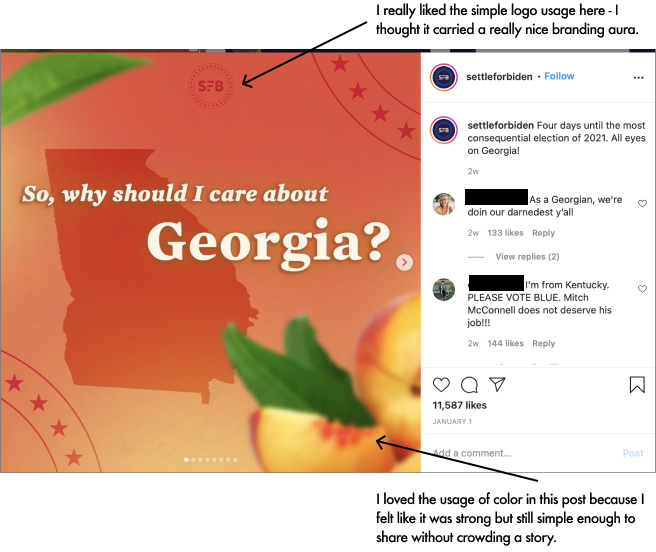 I really liked the simple logo usage here - I
thought it carried a really nice branding aura.
SFB
So, why should I care about
Georgia?
settleforbiden • Follow
settleforbiden Four days until the most
consequential election of 2021. All eyes
on Georgia!
2w
As a Georgian, we're
doin our darnedest y'all
2w 133 likes Reply
View replies (2)
I'm from Kentucky.
PLEASE VOTE BLUE. Mitch
McConnell does not deserve his
job!!!
2w 144 likes Reply
11,587 likes
JANUARY 1
Add a comment... Post
I loved the usage of color in this post because I
felt like it was strong but still simple enough to
share without crowding a story.